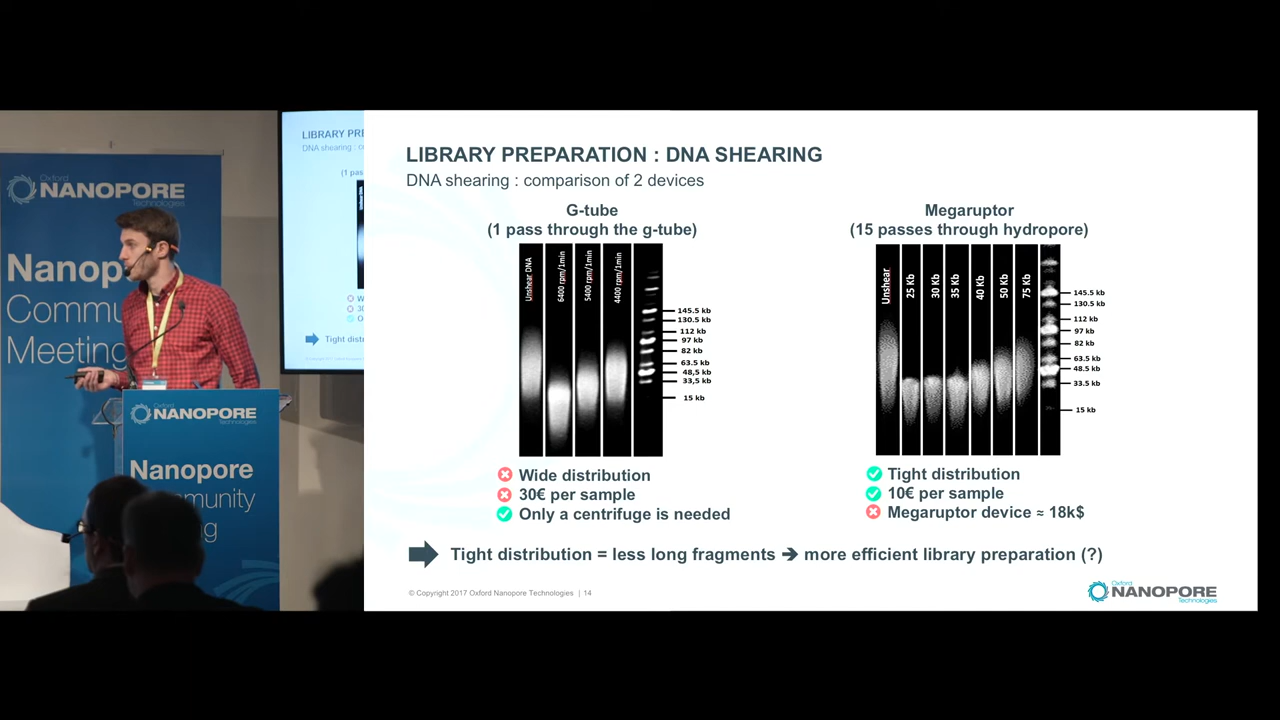 Oxford
NANOPORE
Technologies
Nanop
Commu
Meeting
NANOPORE
Technologies
Nanopore
mmunity
ng
LIBRARY PRE
DNA shearing : co
(1 pas
Tight distr
LIBRARY PREPARATION : DNA SHEARING
DNA shearing : comparison of 2 devices
G-tube
(1 pass through the g-tube)
Unshear DNA
6400 rpm/1min
5400 rpm/1min
4400 rpm/1min
145.5 kb
130.5 kb
112 kb
97 kb
82 kb
63.5 kb
48,5 kb
33,5 kb
15 kb
Wide distribution
30€ per sample
Only a centrifuge is needed
Megaruptor
(15 passes through hydropore)
Unshear
25 Kb
30 Kb
35 Kb
40 Kb
50 Kb
75 Kb
145.5 kb
130.5 kb
112 kb
97 kb
82 kb
63.5 kb
48.5 kb
33.5 kb
15 kb
Tight distribution
10€ per sample
Megaruptor device ≈ 18k$
Tight distribution = less long fragments ➔ more efficient library preparation (?)
© Copyright 2017 Oxford Nanopore Technologies | 14
Oxford
NANOPORE
Technologies